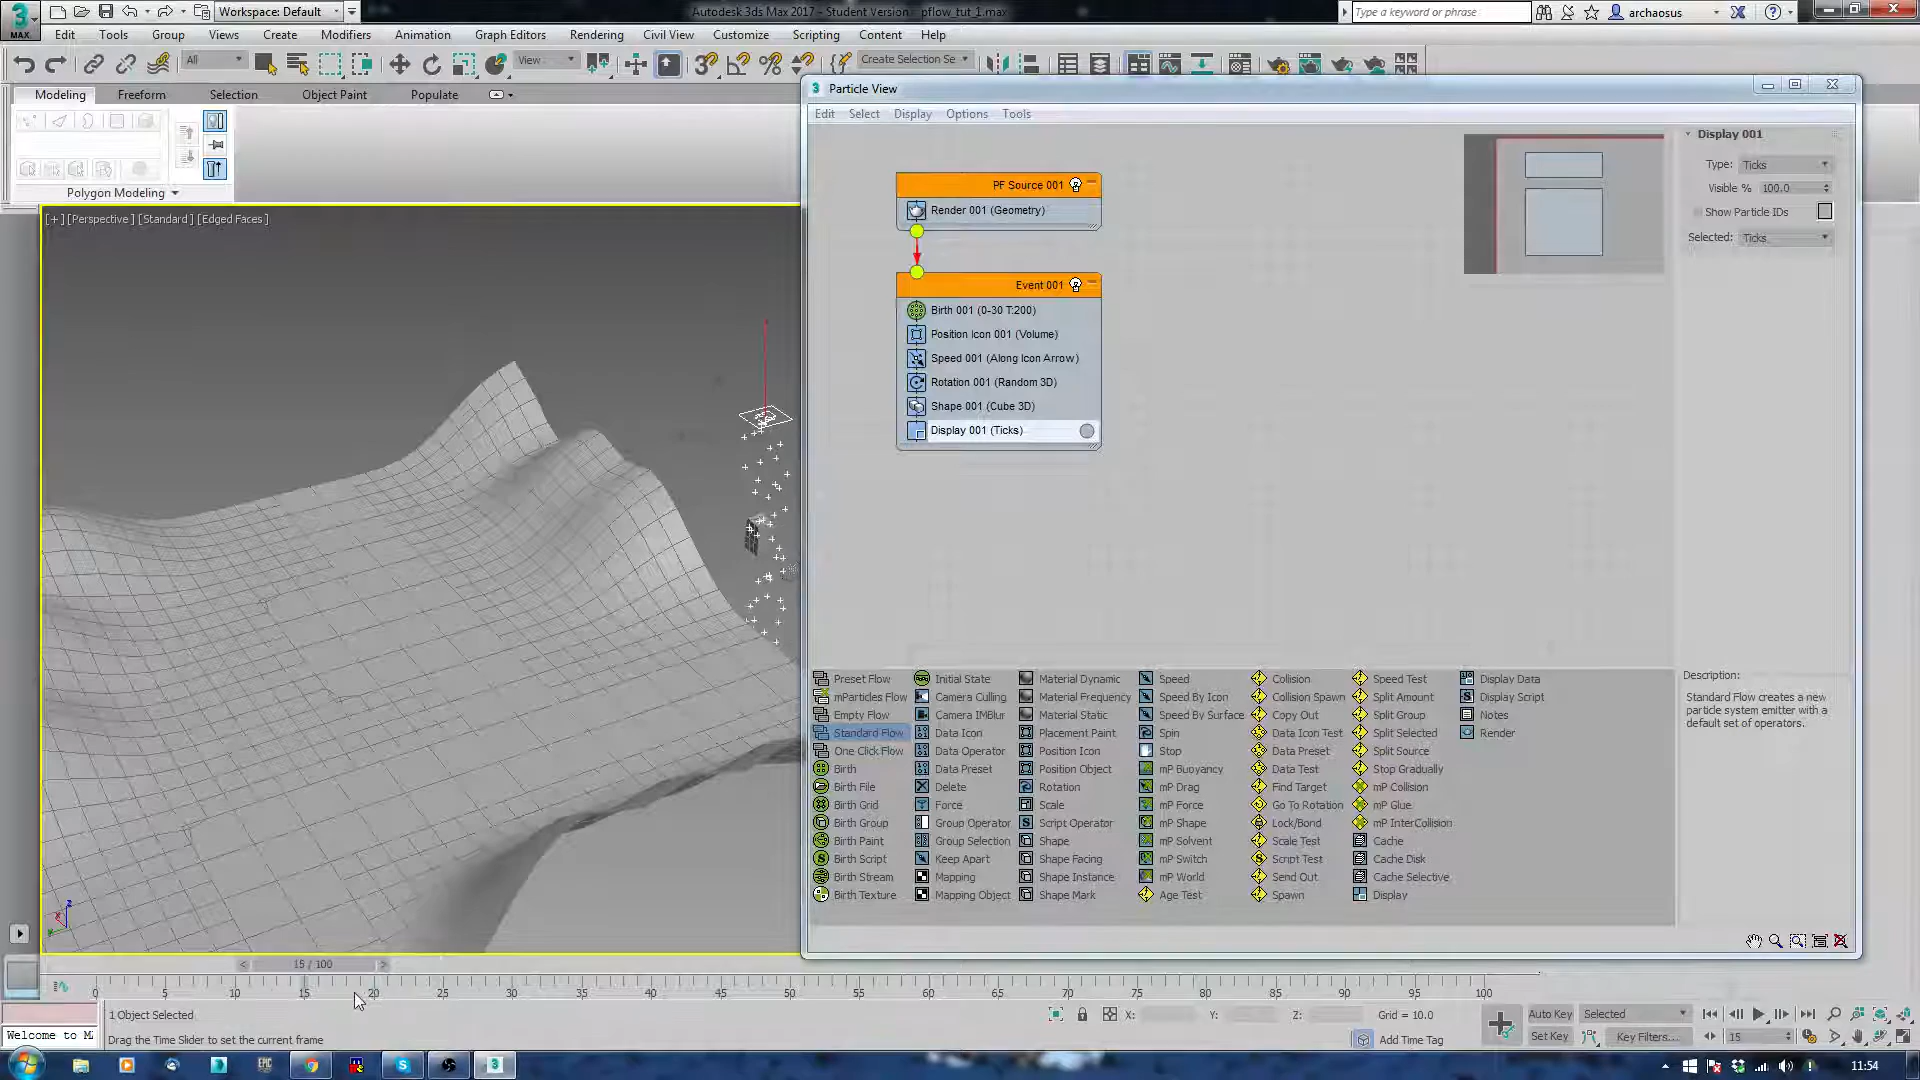 3
MAX
Workspace: Default
Autodesk 3ds Max 2017 - Student Version - pflow_tut_1.max
Type a keyword or phrase
archaosus
Edit Tools Group Views Create Modifiers Animation Graph Editors Rendering Civil View Customize Scripting Content Help
All
View
Create Selection Se
Modeling Freeform Selection Object Paint Populate
Polygon Modeling
[+] [Perspective] [Standard] [Edged Faces]
3 Particle View
Edit Select Display Options Tools
PF Source 001
Render 001 (Geometry)
Event 001
Birth 001 (0-30 T:200)
Position Icon 001 (Volume)
Speed 001 (Along Icon Arrow)
Rotation 001 (Random 3D)
Shape 001 (Cube 3D)
Display 001 (Ticks)
Display 001
Type: Ticks
Visible % 100.0
Show Particle IDs
Selected: Ticks
Preset Flow Initial State Material Dynamic Speed Collision Speed Test Display Data
mParticles Flow Camera Culling Material Frequency Speed By Icon Collision Spawn Split Amount Display Script
Empty Flow Camera IMBlur Material Static Speed By Surface Copy Out Split Group Notes
Standard Flow Data Icon Placement Paint Spin Data Icon Test Split Selected Render
One Click Flow Data Operator Position Icon Stop Data Preset Split Source
Birth Data Preset Position Object mP Buoyancy Data Test Stop Gradually
Birth File Delete Rotation mP Drag Find Target mP Collision
Birth Grid Force Scale mP Force Go To Rotation mP Glue
Birth Group Group Operator Script Operator mP Shape Lock/Bond mP InterCollision
Birth Paint Group Selection Shape mP Solvent Scale Test Cache
Birth Script Keep Apart Shape Facing mP Switch Script Test Cache Disk
Birth Stream Mapping Shape Instance mP World Send Out Cache Selective
Birth Texture Mapping Object Shape Mark Age Test Spawn Display
Description:
Standard Flow creates a new
particle system emitter with a
default set of operators.
< 15 / 100 >
0 5 10 15 20 25 30 35 40 45 50 55 60 65 70 75 80 85 90 95 100
1 Object Selected
X: Y: Z: Grid = 10.0
Auto Key Selected
Welcome to M
Drag the Time Slider to set the current frame
Add Time Tag
Set Key Key Filters...
15
11:54